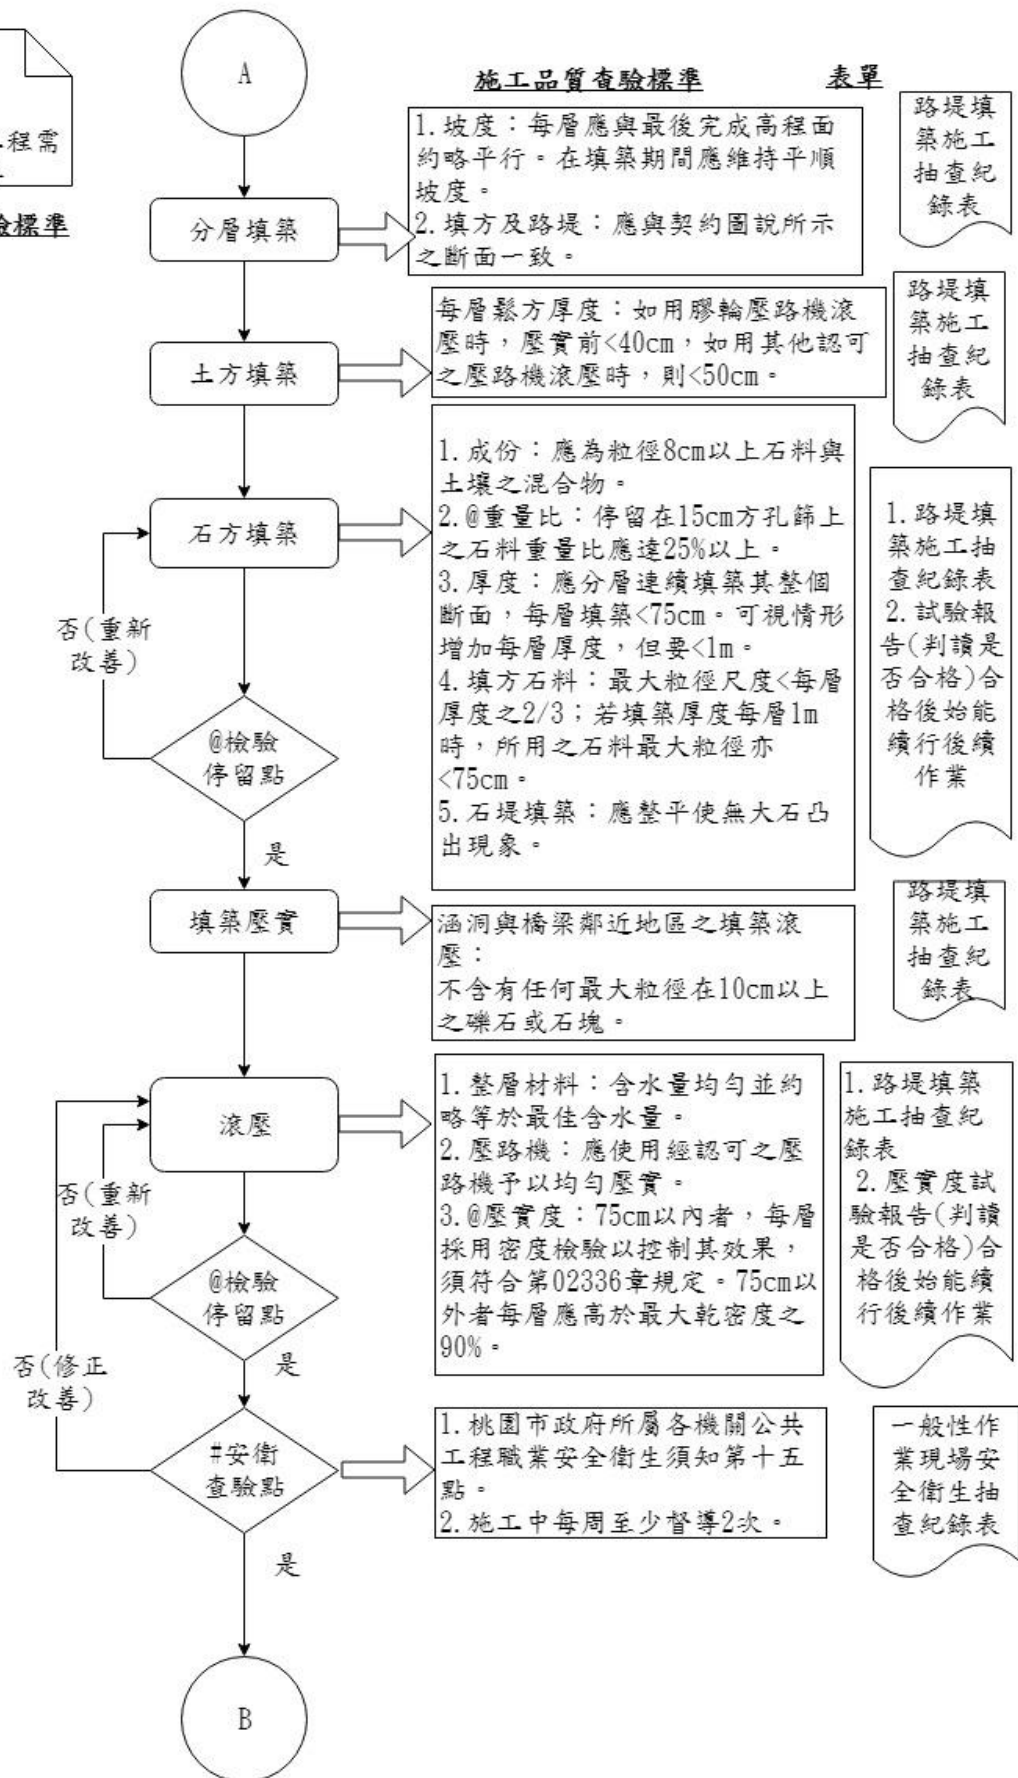 程需
驗標準
A
施工品質查驗標準
表單
分層填築
1.坡度：每層應與最後完成高程面
約略平行。在填築期間應維持平順
坡度。
2.填方及路堤：應與契約圖說所示
之斷面一致。
路堤填
築施工
抽查紀
錄表
土方填築
每層鬆方厚度：如用膠輪壓路機滾
壓時，壓實前<40cm，如用其他認可
之壓路機滾壓時，則<50cm。
路堤填
築施工
抽查紀
錄表
石方填築
1.成份：應為粒徑8cm以上石料與
土壤之混合物。
2.@重量比：停留在15cm方孔篩上
之石料重量比應達25%以上。
3.厚度：應分層連續填築其整個
斷面，每層填築<75cm。可視情形
增加每層厚度，但要<1m。
4.填方石料：最大粒徑尺度<每層
厚度之2/3；若填築厚度每層1m
時，所用之石料最大粒徑亦
<75cm。
5.石堤填築：應整平使無大石凸
出現象。
1.路堤填
築施工抽
查紀錄表
2.試驗報
告(判讀是
否合格)合
格後始能
續行後續
作業
否(重新
改善)
@檢驗
停留點
是
填築壓實
涵洞與橋梁鄰近地區之填築滾
壓：
不含有任何最大粒徑在10cm以上
之礫石或石塊。
路堤填
築施工
抽查紀
錄表
滾壓
1.整層材料：含水量均勻並約
略等於最佳含水量。
2.壓路機：應使用經認可之壓
路機予以均勻壓實。
3.@壓實度：75cm以內者，每層
採用密度檢驗以控制其效果，
須符合第02336章規定。75cm以
外者每層應高於最大乾密度之
90%。
1.路堤填築
施工抽查紀
錄表
2.壓實度試
驗報告(判讀
是否合格)合
格後始能續
行後續作業
否(重新
改善)
@檢驗
停留點
是
否(修正
改善)
#安衛
查驗點
1.桃園市政府所屬各機關公共
工程職業安全衛生須知第十五
點。
2.施工中每周至少督導2次。
一般性作
業現場安
全衛生抽
查紀錄表
是
B